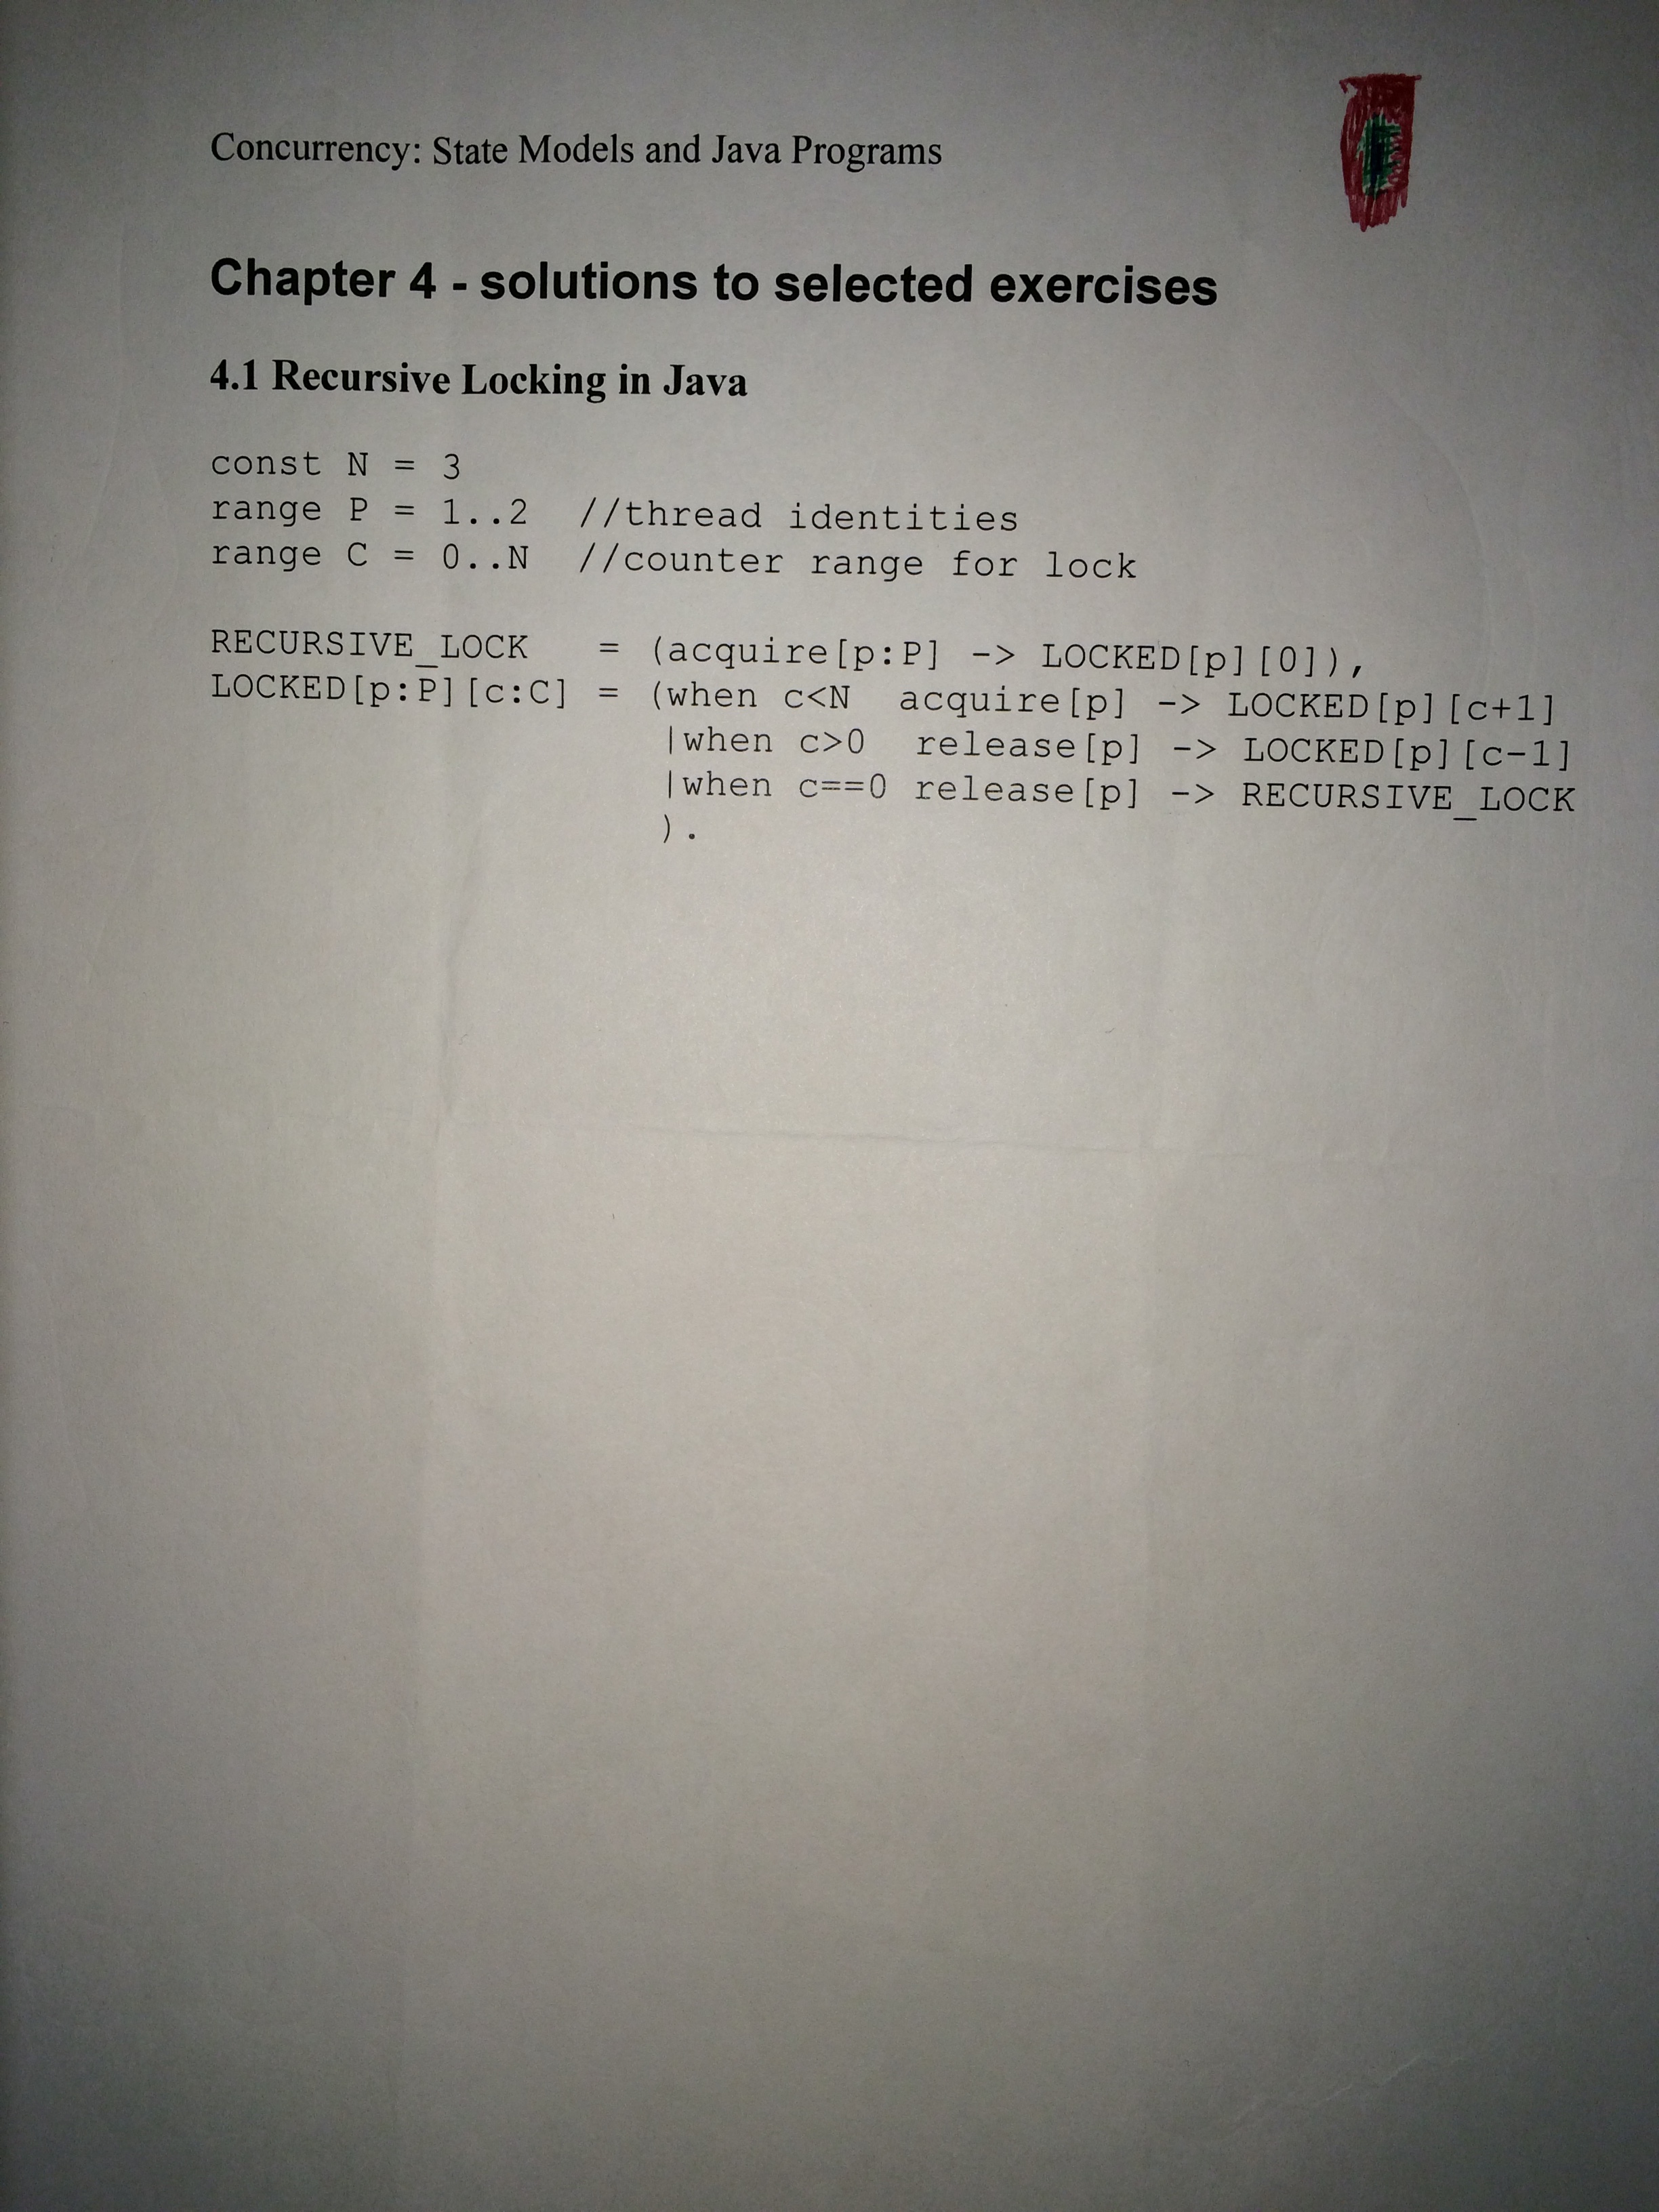 Concurrency: State Models and Java Programs
Chapter 4 - solutions to selected exercises
4.1 Recursive Locking in Java
const N = 3
range P = 1..2  //thread identities
range C = 0..N  //counter range for lock
RECURSIVE_LOCK   = (acquire[p:P] -> LOCKED[p][0]),
LOCKED[p:P][c:C] = (when c<N  acquire[p] -> LOCKED[p][c+1]
|when c>0  release[p] -> LOCKED[p][c-1]
|when c==0 release[p] -> RECURSIVE_LOCK
).